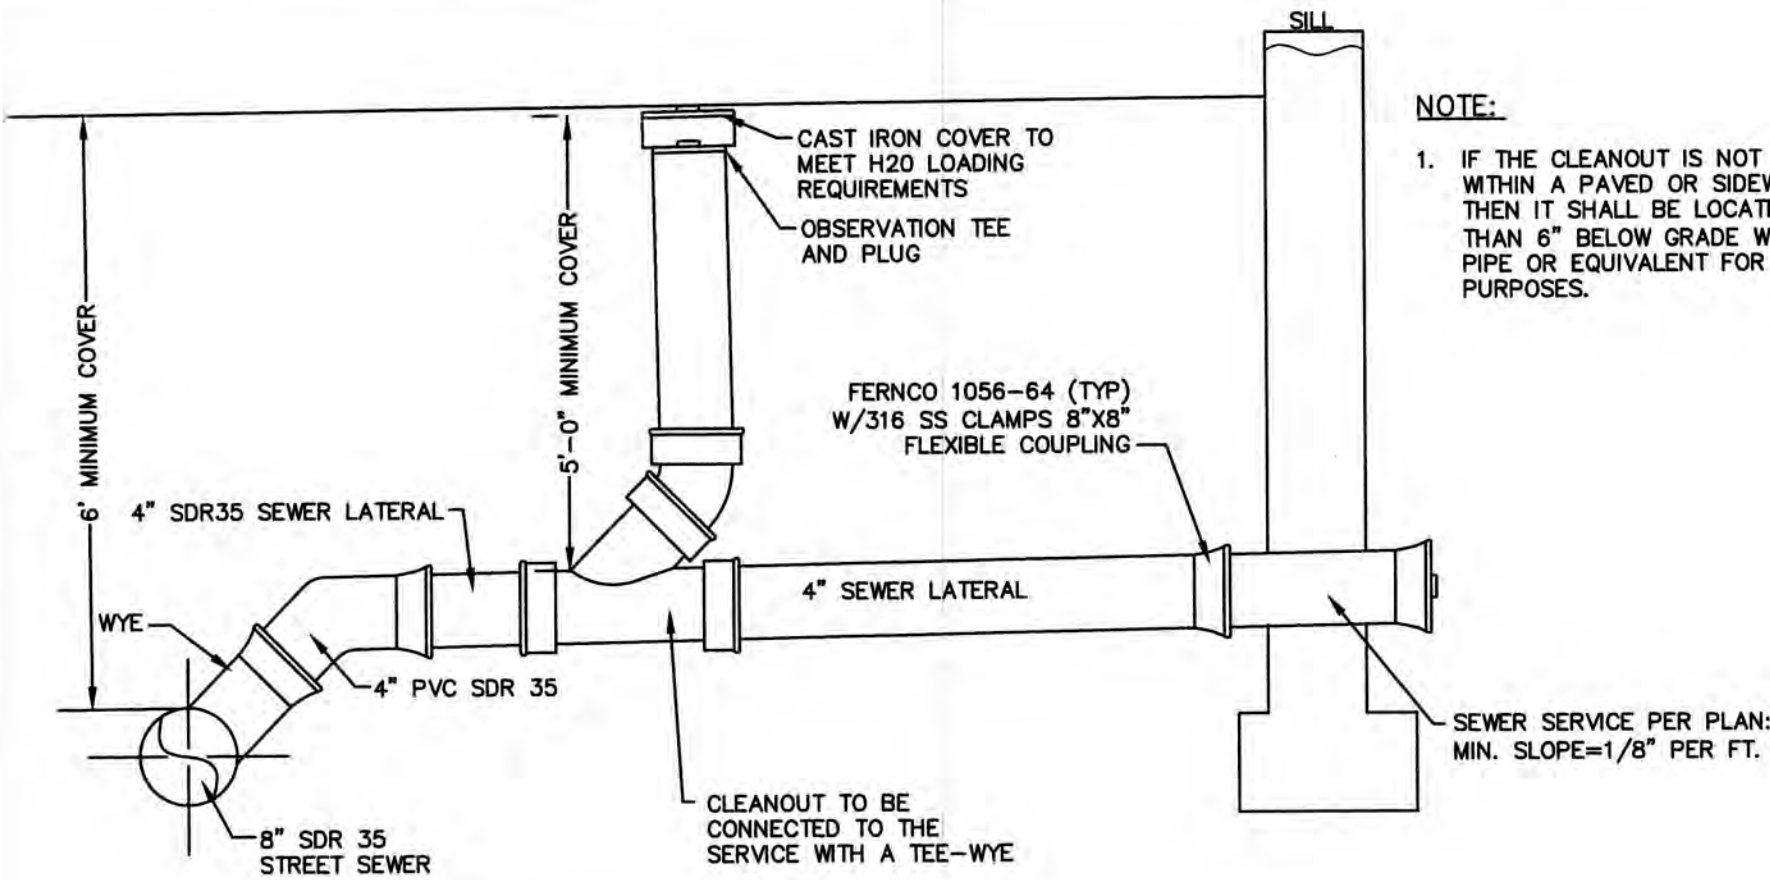 SILL
NOTE:
1. IF THE CLEANOUT IS NOT
WITHIN A PAVED OR
THEN IT SHALL BE
THAN 6" BELOW GRADE
PIPE OR EQUIVALENT FOR
PURPOSES.
CAST IRON COVER TO
MEET H20 LOADING
REQUIREMENTS
OBSERVATION TEE
AND PLUG
6' MINIMUM COVER
5'-0" MINIMUM COVER
FERNCO 1056-64 (TYP)
W/316 SS CLAMPS 8"X8"
FLEXIBLE COUPLING
4" SDR35 SEWER LATERAL
4" SEWER LATERAL
WYE
4" PVC SDR 35
SEWER SERVICE PER PLAN:
MIN. SLOPE=1/8" PER FT.
CLEANOUT TO BE
CONNECTED TO THE
SERVICE WITH A TEE-WYE
8" SDR 35
STREET SEWER